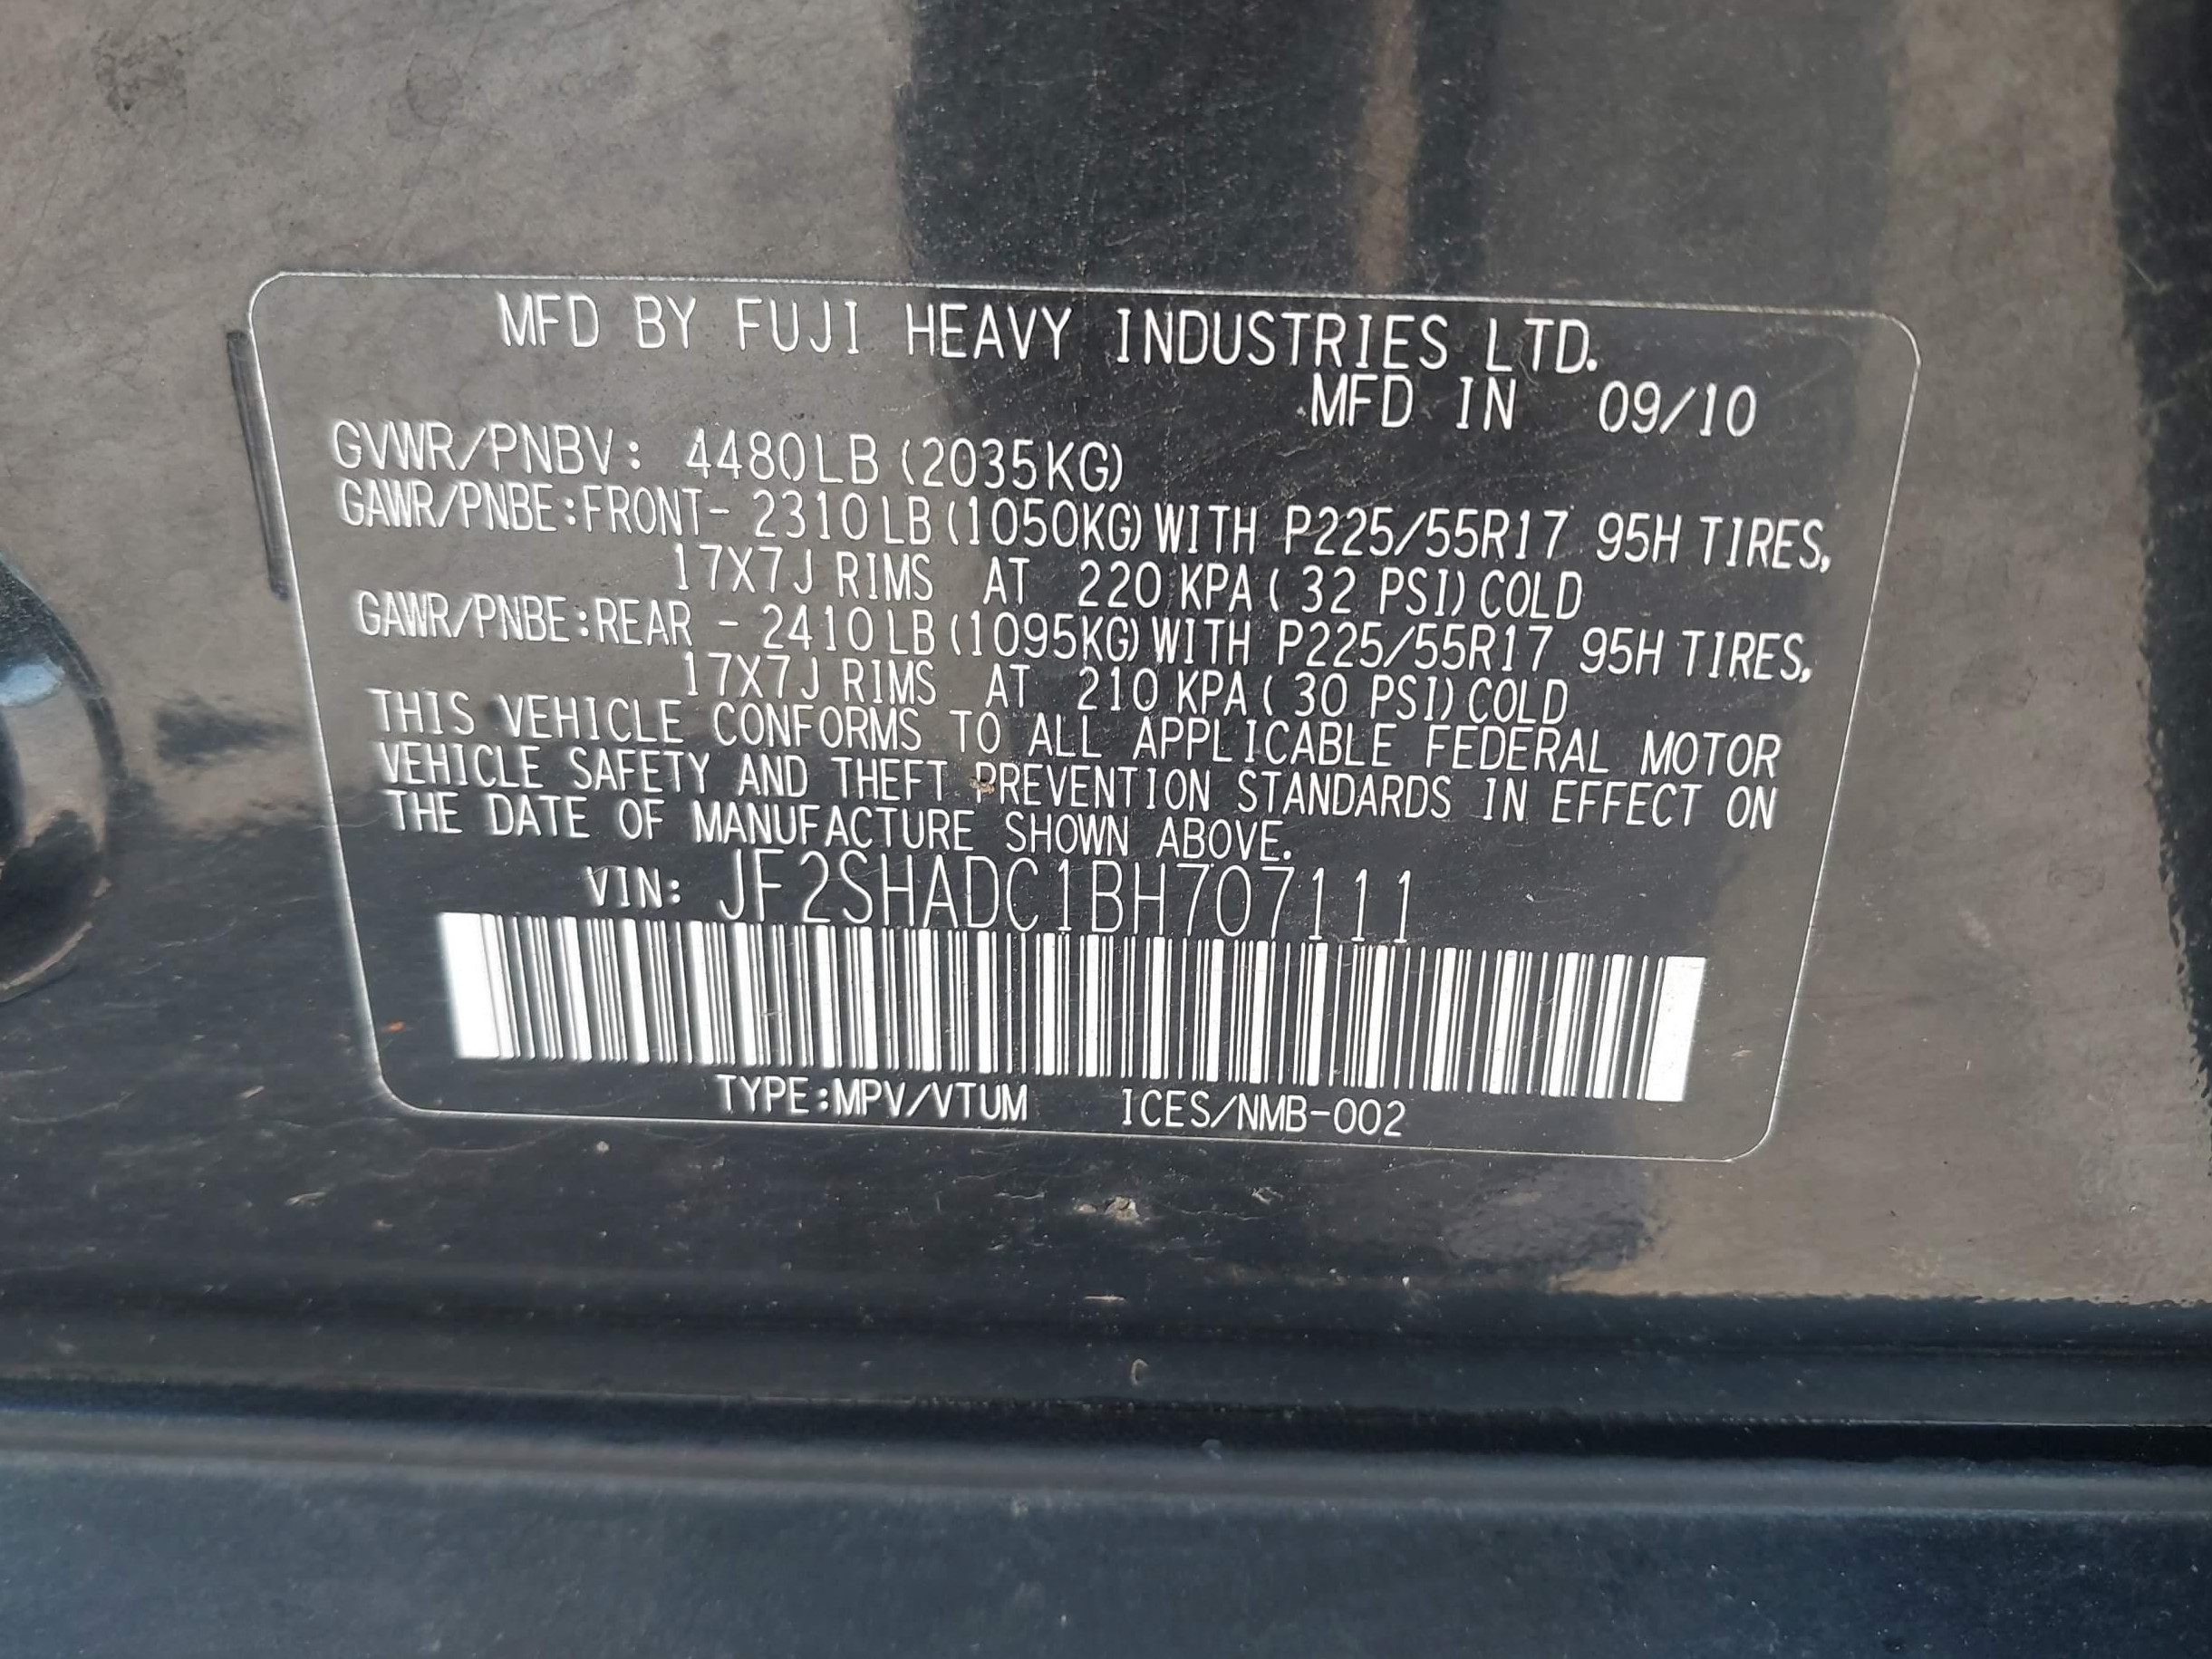 MFD BY FUJI HEAVY INDUSTRIES LTD.
MFD IN 09/10
GVWR/PNBV: 4480LB (2035KG)
GAWR/PNBE:FRONT- 2310LB (1050KG) WITH P225/55R17 95H TIRES,
17X7J RIMS AT 220 KPA ( 32 PSI) COLD
GAWR/PNBE:REAR - 2410LB (1095KG) WITH P225/55R17 95H TIRES,
17X7J RIMS AT 210 KPA ( 30 PSI) COLD
THIS VEHICLE CONFORMS TO ALL APPLICABLE FEDERAL MOTOR
VEHICLE SAFETY AND THEFT PREVENTION STANDARDS IN EFFECT ON
THE DATE OF MANUFACTURE SHOWN ABOVE.
VIN: JF2SHADC1BH707111
TYPE:MPV/VTUM ICES/NMB-002